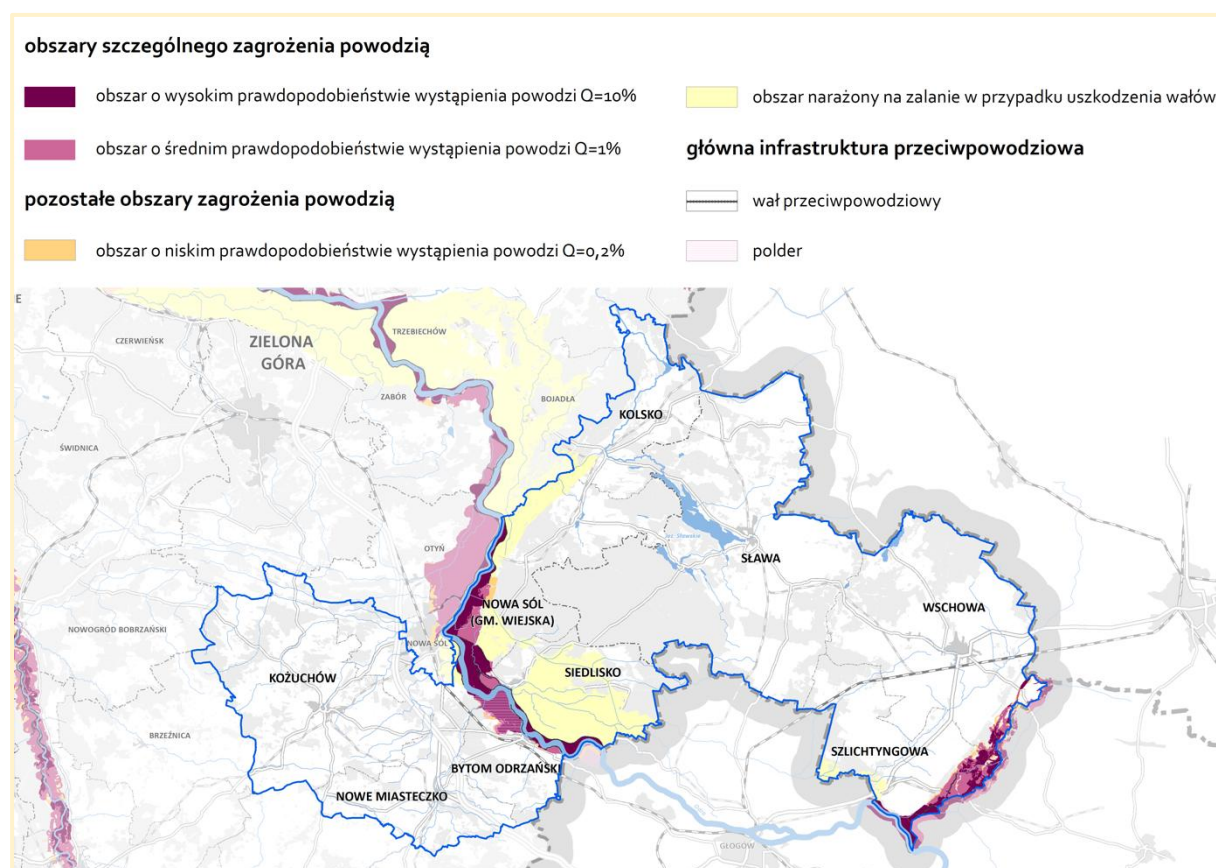 obszary szczególnego zagrożenia powodzią
obszar o wysokim prawdopodobieństwie wystąpienia powodzi Q=10%
obszar narażony na zalanie w przypadku uszkodzenia wałów
obszar o średnim prawdopodobieństwie wystąpienia powodzi Q=1%
główna infrastruktura przeciwpowodziowa
pozostałe obszary zagrożenia powodzią
wał przeciwpowodziowy
obszar o niskim prawdopodobieństwie wystąpienia powodzi Q=0,2%
polder
E
TRZEBIECHÓW
CZERWIEŃSK
ZIELONA
GÓRA
ZABÓR
BOJADŁA
KOLSKO
ŚWIDNICA
OTYŃ
Jez. Sławskie
SŁAWA
NOWA SÓL
(GM. WIEJSKA)
WSCHOWA
NOWOGRÓD BOBRZAŃSKI
NOWA SÓL
KOŻUCHÓW
SIEDLISKO
BRZEŹNICA
SZLICHTYNGOWA
BYTOM ODRZAŃSKI
NOWE MIASTECZKO
GŁOGÓW